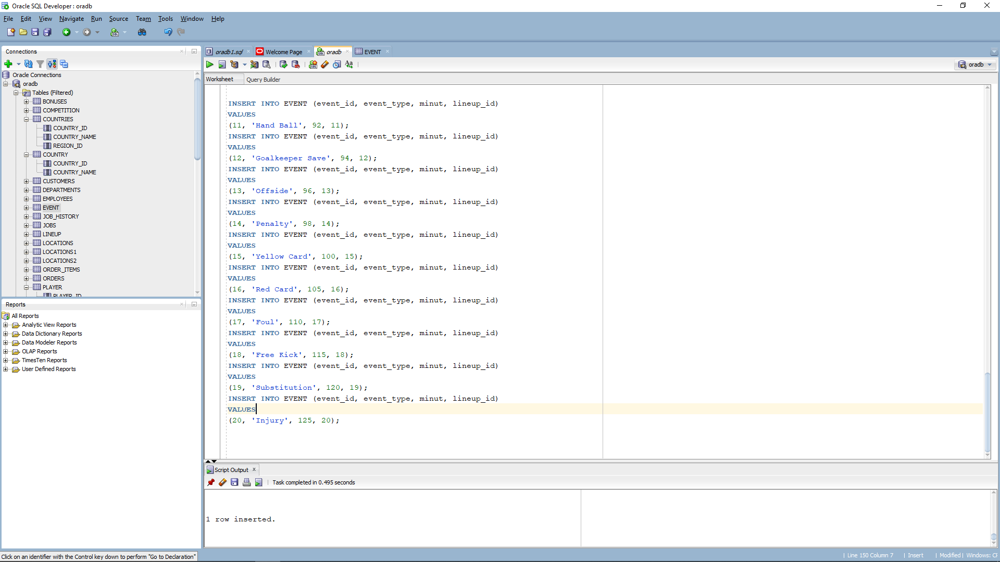 Oracle SQL Developer : oradb
File Edit View Navigate Run Source Team Tools Window Help
Connections
Oracle Connections
oradb
Tables (Filtered)
BONUSES
COMPETITION
COUNTRIES
COUNTRY_ID
COUNTRY_NAME
REGION_ID
COUNTRY
COUNTRY_ID
COUNTRY_NAME
CUSTOMERS
DEPARTMENTS
EMPLOYEES
EVENT
JOB_HISTORY
JOBS
LINEUP
LOCATIONS
LOCATIONS1
LOCATIONS2
ORDER_ITEMS
ORDERS
PLAYER
PLAYER_ID
Reports
All Reports
Analytic View Reports
Data Dictionary Reports
Data Modeler Reports
OLAP Reports
TimesTen Reports
User Defined Reports
oradb1.sql Welcome Page oradb EVENT
oradb
Worksheet Query Builder
INSERT INTO EVENT (event_id, event_type, minut, lineup_id)
VALUES
(11, 'Hand Ball', 92, 11);
INSERT INTO EVENT (event_id, event_type, minut, lineup_id)
VALUES
(12, 'Goalkeeper Save', 94, 12);
INSERT INTO EVENT (event_id, event_type, minut, lineup_id)
VALUES
(13, 'Offside', 96, 13);
INSERT INTO EVENT (event_id, event_type, minut, lineup_id)
VALUES
(14, 'Penalty', 98, 14);
INSERT INTO EVENT (event_id, event_type, minut, lineup_id)
VALUES
(15, 'Yellow Card', 100, 15);
INSERT INTO EVENT (event_id, event_type, minut, lineup_id)
VALUES
(16, 'Red Card', 105, 16);
INSERT INTO EVENT (event_id, event_type, minut, lineup_id)
VALUES
(17, 'Foul', 110, 17);
INSERT INTO EVENT (event_id, event_type, minut, lineup_id)
VALUES
(18, 'Free Kick', 115, 18);
INSERT INTO EVENT (event_id, event_type, minut, lineup_id)
VALUES
(19, 'Substitution', 120, 19);
INSERT INTO EVENT (event_id, event_type, minut, lineup_id)
VALUES
(20, 'Injury', 125, 20);
Script Output
Task completed in 0.495 seconds
1 row inserted.
Click on an identifier with the Control key down to perform "Go to Declaration"
Line 150 Column 7 | Insert | Modified | Windows: